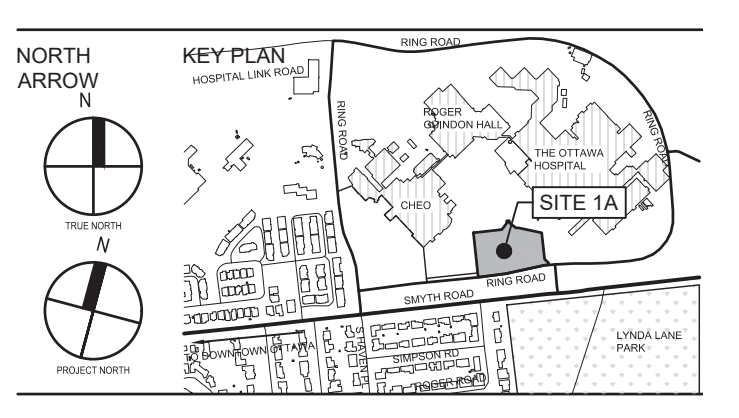 NORTH
ARROW
N
TRUE NORTH
N
PROJECT NORTH
KEY PLAN
HOSPITAL LINK ROAD
RING ROAD
RING ROAD
RING ROAD
ROGER
GUINDON HALL
THE OTTAWA
HOSPITAL
CHEO
SITE 1A
RING ROAD
SMYTH ROAD
DOWNTOWN OTTAWA
SIMPSON RD
ROGER ROAD
LYNDA LANE
PARK